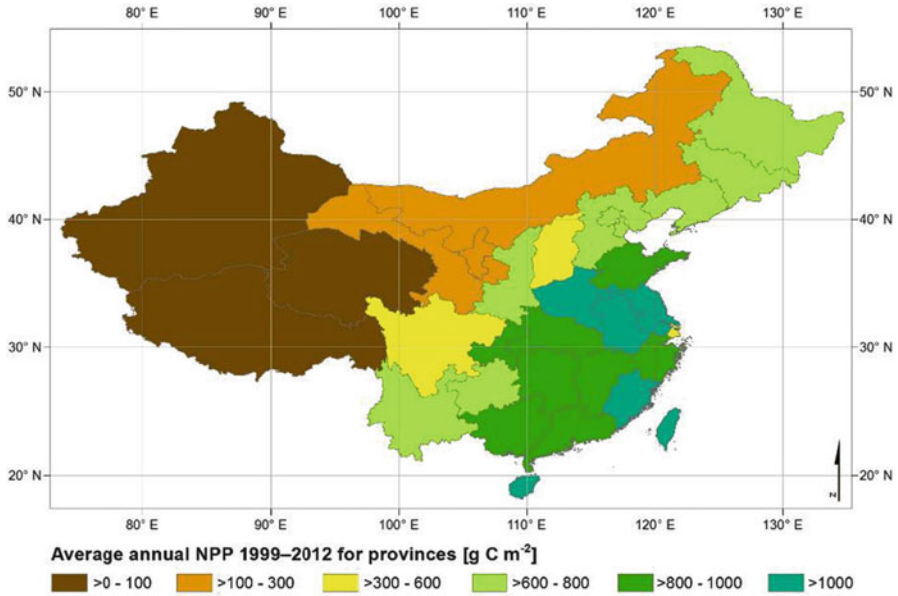 80° E 90° E 100° E 110° E 120° E 130° E
50° N 50° N
40° N 40° N
30° N 30° N
20° N 20° N
N
80° E 90° E 100° E 110° E 120° E 130° E
Average annual NPP 1999–2012 for provinces [g C m⁻²]
>0 - 100 >100 - 300 >300 - 600 >600 - 800 >800 - 1000 >1000